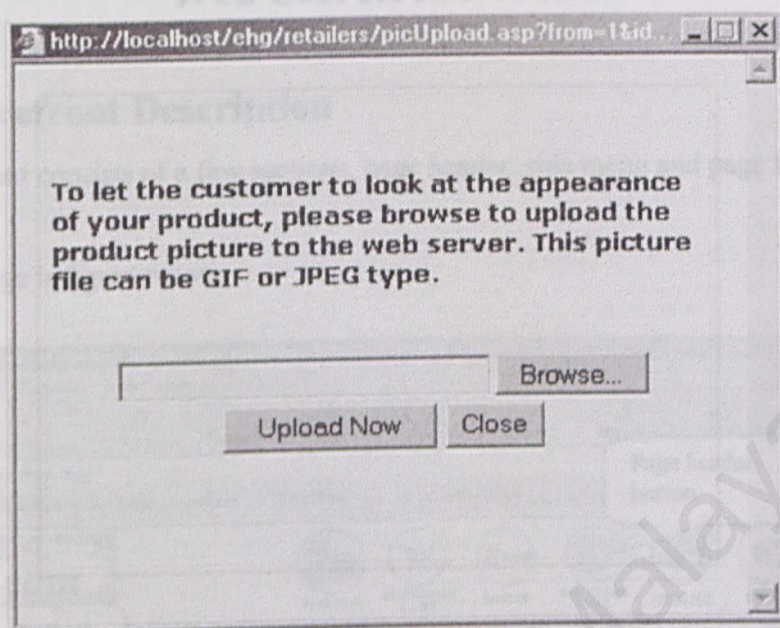 http://localhost/ehg/retailers/picUpload.asp?from=1&id...
To let the customer to look at the appearance
of your product, please browse to upload the
product picture to the web server. This picture
file can be GIF or JPEG type.
Browse...
Upload Now Close
Malay